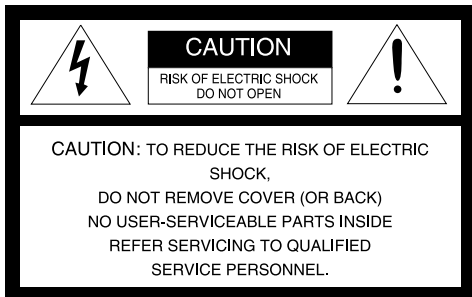 CAUTION
RISK OF ELECTRIC SHOCK
DO NOT OPEN
CAUTION: TO REDUCE THE RISK OF ELECTRIC
SHOCK,
DO NOT REMOVE COVER (OR BACK)
NO USER-SERVICEABLE PARTS INSIDE
REFER SERVICING TO QUALIFIED
SERVICE PERSONNEL.